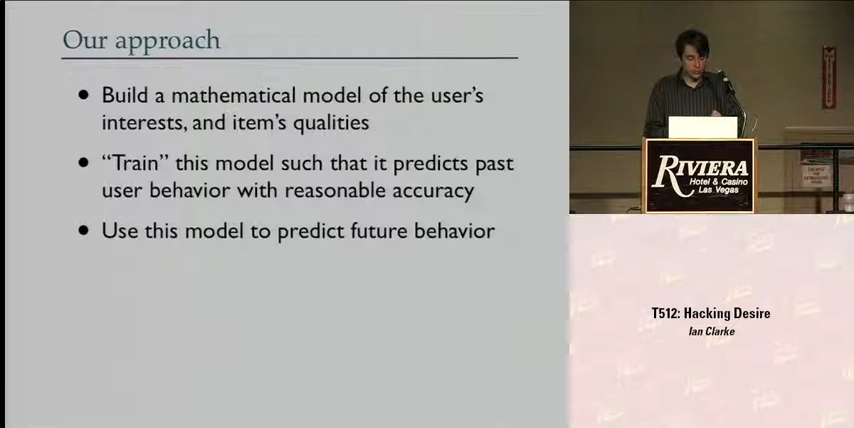 Our approach
• Build a mathematical model of the user's
interests, and item's qualities
• “Train” this model such that it predicts past
user behavior with reasonable accuracy
• Use this model to predict future behavior
RIVIERA
Hotel & Casino
Las Vegas
T512: Hacking Desire
Ian Clarke